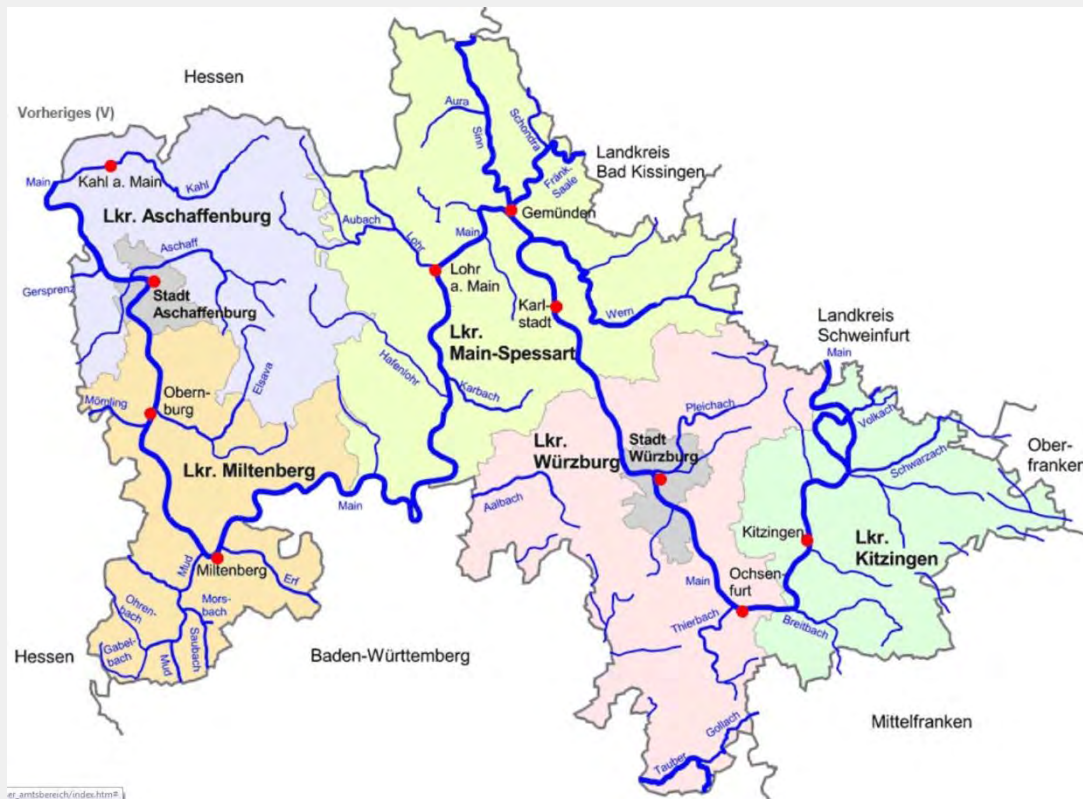 Hessen
Vorheriges (V)
Aura
Sinn
Schondra
Landkreis
Bad Kissingen
Fränk.
Saale
Main
Kahl a. Main
Kahl
Lkr. Aschaffenburg
Aubach
Lohr
Main
Gemünden
Aschaff
Gersprenz
Stadt
Aschaffenburg
Lohr
a. Main
Karl-
stadt
Wern
Landkreis
Schweinfurt
Main
Lkr.
Main-Spessart
Hafenlohr
Karbach
Elsava
Mömling
Obern-
burg
Pleichach
Volkach
Lkr.
Würzburg
Stadt
Würzburg
Schwarzach
Ober-
franken
Lkr. Miltenberg
Main
Aalbach
Kitzingen
Lkr.
Kitzingen
Mud
Miltenberg
Erf
Main
Ochsen-
furt
Ohren-
bach
Mors-
bach
Thierbach
Breitbach
Gabel-
bach
Mud
Saubach
Hessen
Baden-Württemberg
Mittelfranken
Gollach
Tauber
er_amtsbereich/index.htm#